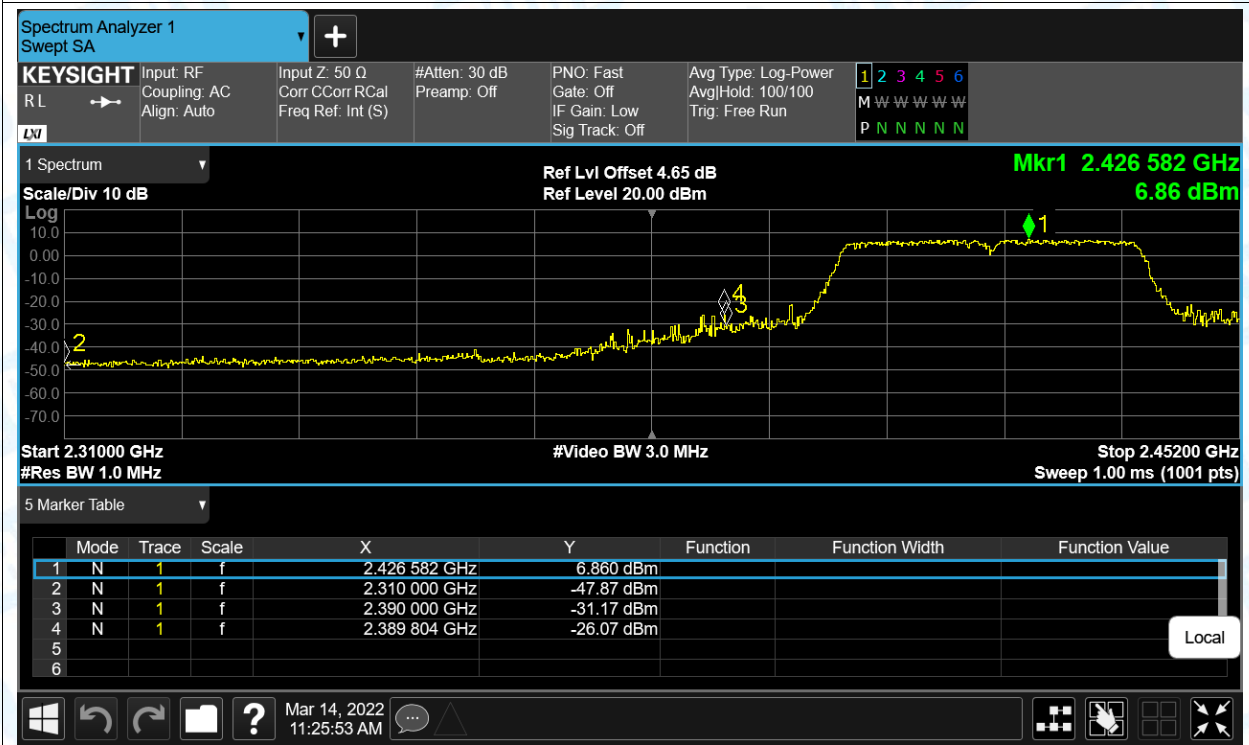 Spectrum Analyzer 1
Swept SA
KEYSIGHT
R L
LXI
Input: RF
Coupling: AC
Align: Auto
Input Z: 50 Ω
Corr CCorr RCal
Freq Ref: Int (S)
#Atten: 30 dB
Preamp: Off
PNO: Fast
Gate: Off
IF Gain: Low
Sig Track: Off
Avg Type: Log-Power
Avg|Hold: 100/100
Trig: Free Run
1 2 3 4 5 6
M W W W W W
P N N N N N
1 Spectrum
Scale/Div 10 dB
Ref Lvl Offset 4.65 dB
Ref Level 20.00 dBm
Mkr1 2.426 582 GHz
6.86 dBm
Log
10.0
0.00
-10.0
-20.0
-30.0
-40.0
-50.0
-60.0
-70.0
1
4
3
2
Start 2.31000 GHz
#Res BW 1.0 MHz
#Video BW 3.0 MHz
Stop 2.45200 GHz
Sweep 1.00 ms (1001 pts)
5 Marker Table
Mode Trace Scale X Y Function Function Width Function Value
1 N 1 f 2.426 582 GHz 6.860 dBm
2 N 1 f 2.310 000 GHz -47.87 dBm
3 N 1 f 2.390 000 GHz -31.17 dBm
4 N 1 f 2.389 804 GHz -26.07 dBm
5
6
Local
?
Mar 14, 2022
11:25:53 AM